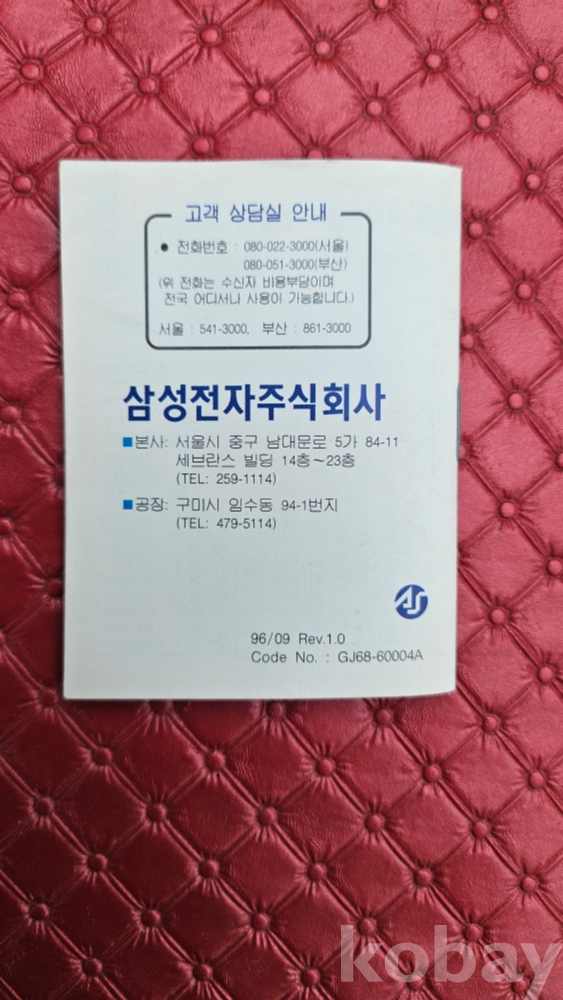 고객 상담실 안내
● 전화번호 : 080-022-3000(서울)
080-051-3000(부산)
(위 전화는 수신자 비용부담이며
전국 어디서나 사용이 가능합니다.)
서울 : 541-3000, 부산 : 861-3000
삼성전자주식회사
■본사: 서울시 중구 남대문로 5가 84-11
세브란스 빌딩 14층~23층
(TEL: 259-1114)
■공장: 구미시 임수동 94-1번지
(TEL: 479-5114)
AS
96/09 Rev.1.0
Code No. : GJ68-60004A
kobay